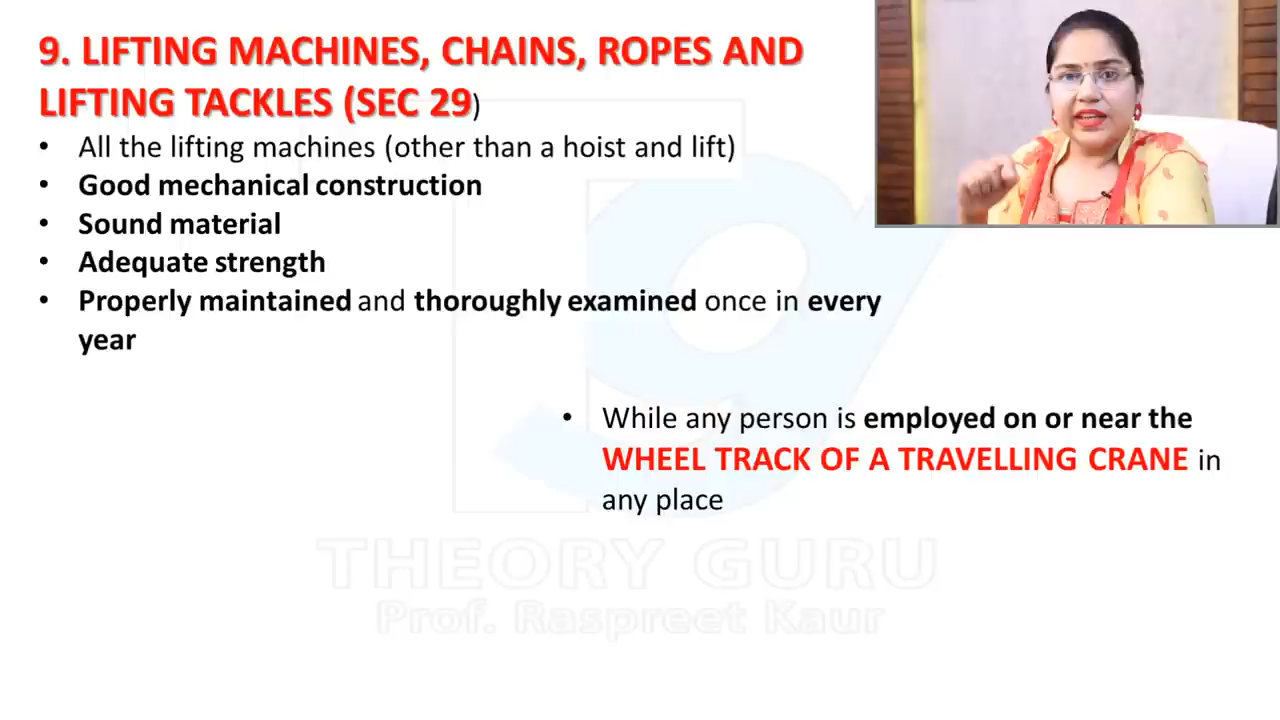 9. LIFTING MACHINES, CHAINS, ROPES AND
LIFTING TACKLES (SEC 29)
• All the lifting machines (other than a hoist and lift)
• Good mechanical construction
• Sound material
• Adequate strength
• Properly maintained and thoroughly examined once in every
year
• While any person is employed on or near the
WHEEL TRACK OF A TRAVELLING CRANE in
any place
THEORY GURU
Prof. Raspreet Kaur